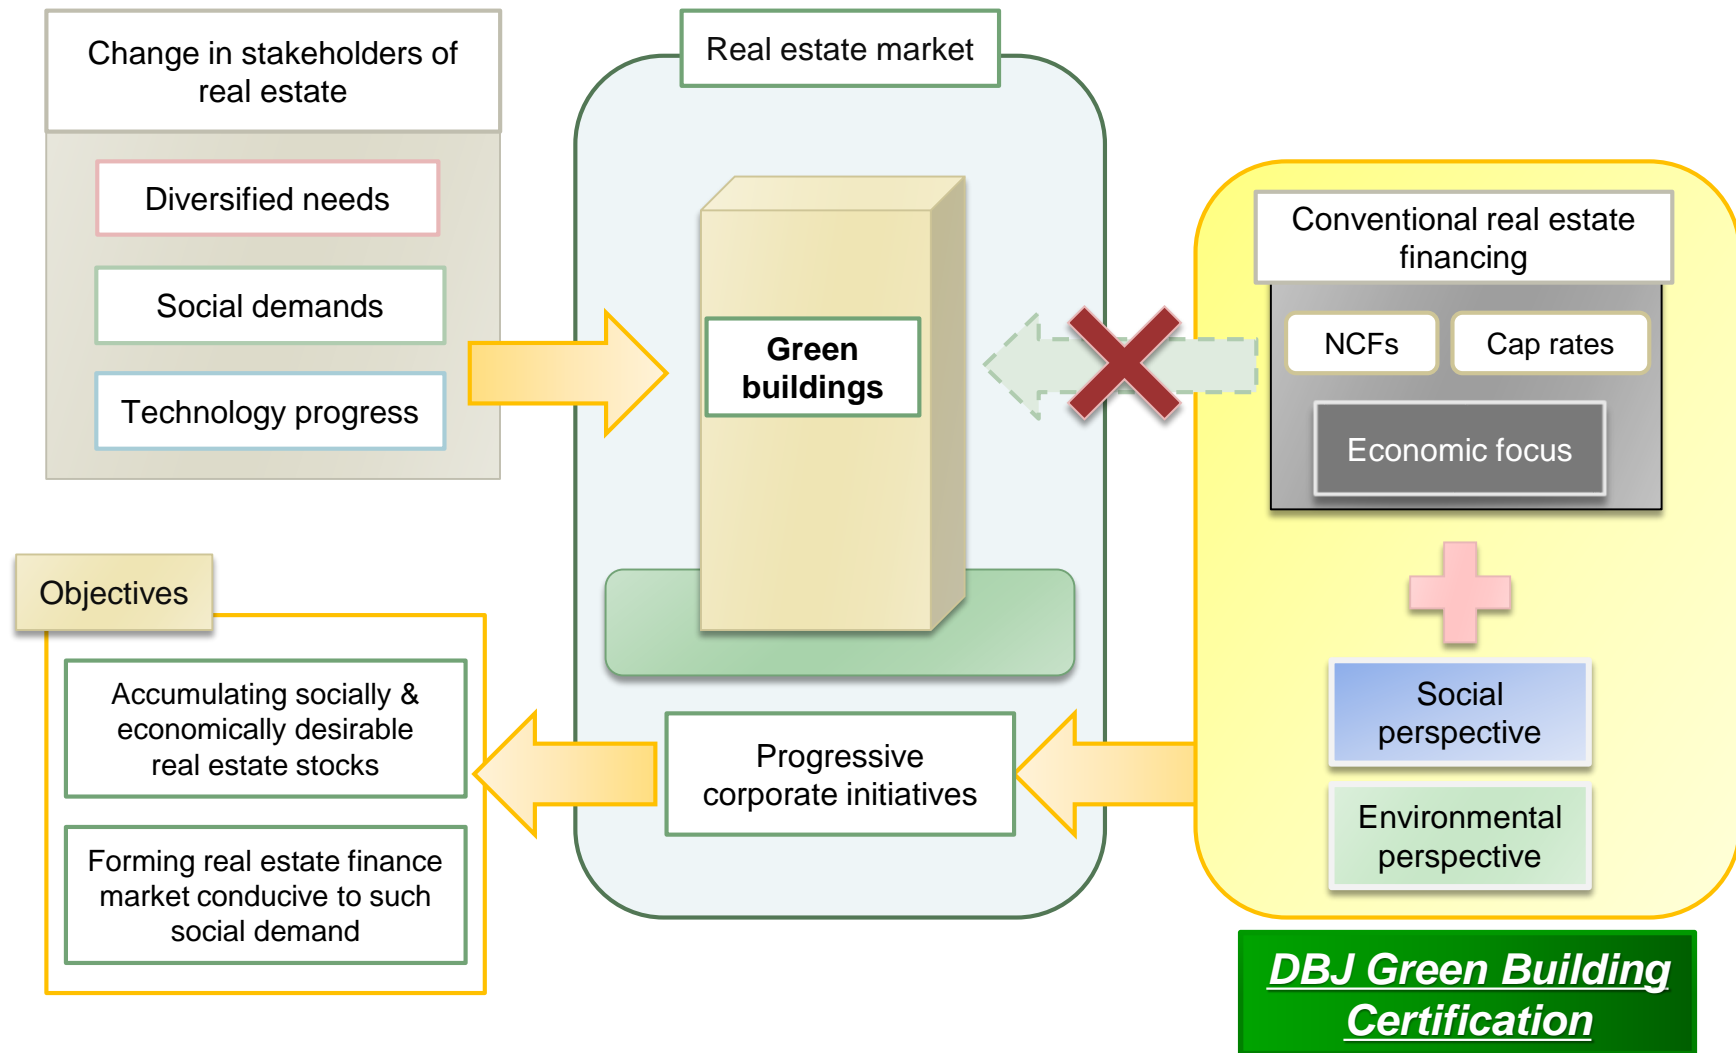 Change in stakeholders of
real estate
Diversified needs
Social demands
Technology progress
Real estate market
Green
buildings
Conventional real estate
financing
NCFs
Cap rates
Economic focus
Social
perspective
Environmental
perspective
DBJ Green Building
Certification
Progressive
corporate initiatives
Objectives
Accumulating socially &
economically desirable
real estate stocks
Forming real estate finance
market conducive to such
social demand